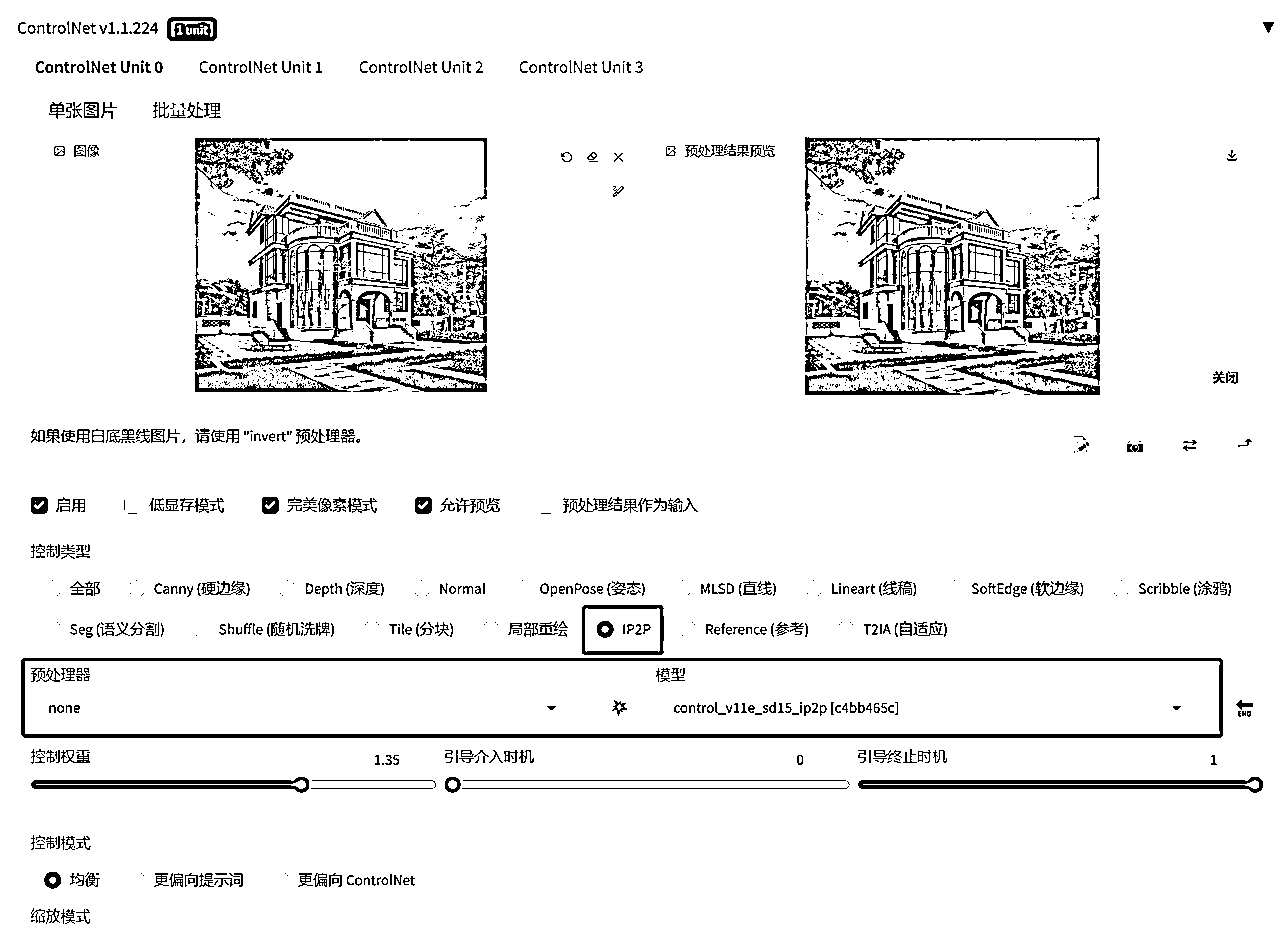 ControlNet v1.1.224 [1 unit]
ControlNet Unit 0 ControlNet Unit 1 ControlNet Unit 2 ControlNet Unit 3
单张图片 批量处理
图像 预处理结果预览
关闭
如果使用白底黑线图片，请使用 "invert" 预处理器。
启用 低显存模式 完美像素模式 允许预览 预处理结果作为输入
控制类型
全部 Canny (硬边缘) Depth (深度) Normal OpenPose (姿态) MLSD (直线) Lineart (线稿) SoftEdge (软边缘) Scribble (涂鸦)
Seg (语义分割) Shuffle (随机洗牌) Tile (分块) 局部重绘 IP2P Reference (参考) T2IA (自适应)
预处理器 模型
none control_v11e_sd15_ip2p [c4bb465c]
END
控制权重 1.35 引导介入时机 0 引导终止时机 1
控制模式
均衡 更偏向提示词 更偏向 ControlNet
缩放模式